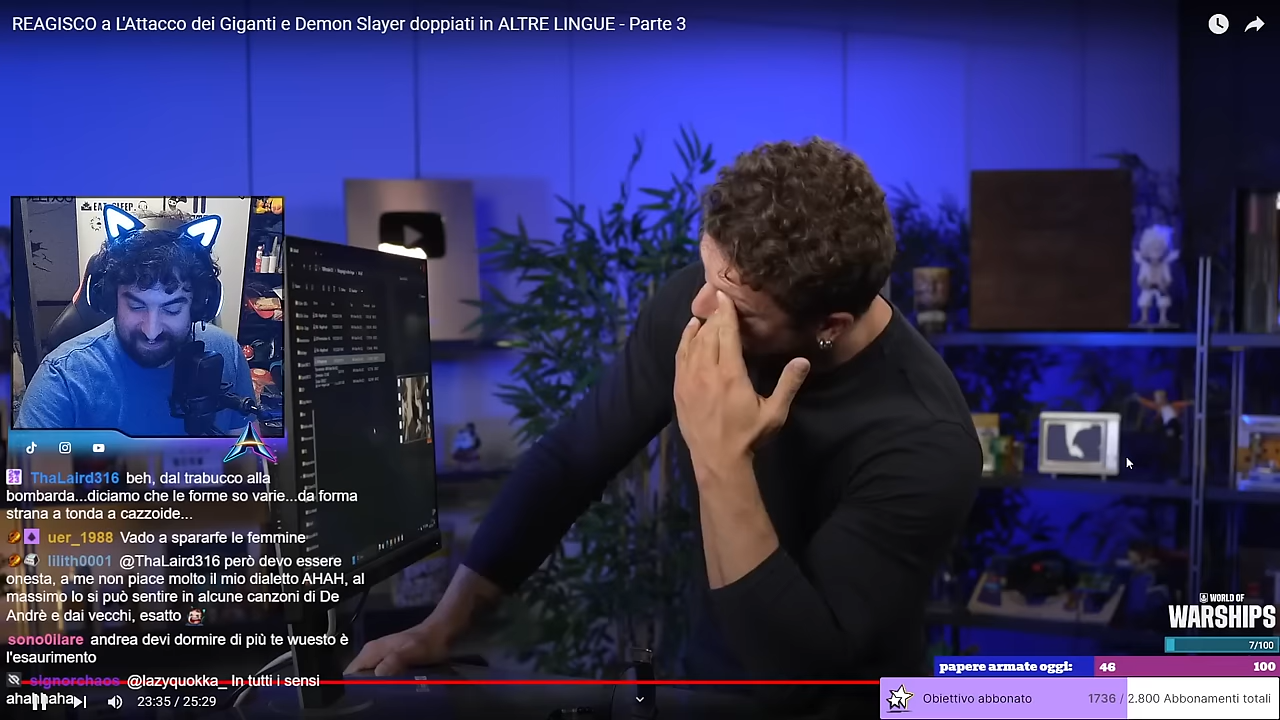 REAGISCO a L'Attacco dei Giganti e Demon Slayer doppiati in ALTRE LINGUE - Parte 3
ThaLaird316 beh, dal trabucco alla
bombarda...diciamo che le forme so varie...da forma
strana a tonda a cazzoide...
uer_1988 Vado a spararfe le femmine
lilith0001 @ThaLaird316 però devo essere
onesta, a me non piace molto il mio dialetto AHAH, al
massimo lo si può sentire in alcune canzoni di De
Andrè e dai vecchi, esatto
sono0ilare andrea devi dormire di più te wuesto è
l'esaurimento
signorchaos @lazyquokka_ In tutti i sensi
ahahhaha
23:35 / 25:29
WORLD OF
WARSHIPS
7/100
papere armate oggi: 46 100
Obiettivo abbonato 1736 / 2.800 Abbonamenti totali